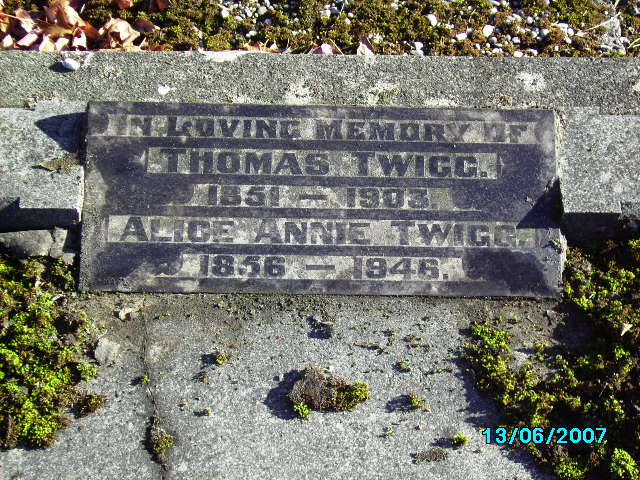 IN LOVING MEMORY OF
THOMAS TWIGG.
1851 — 1903.
ALICE ANNIE TWIGG.
1856 — 1946.
13/06/2007